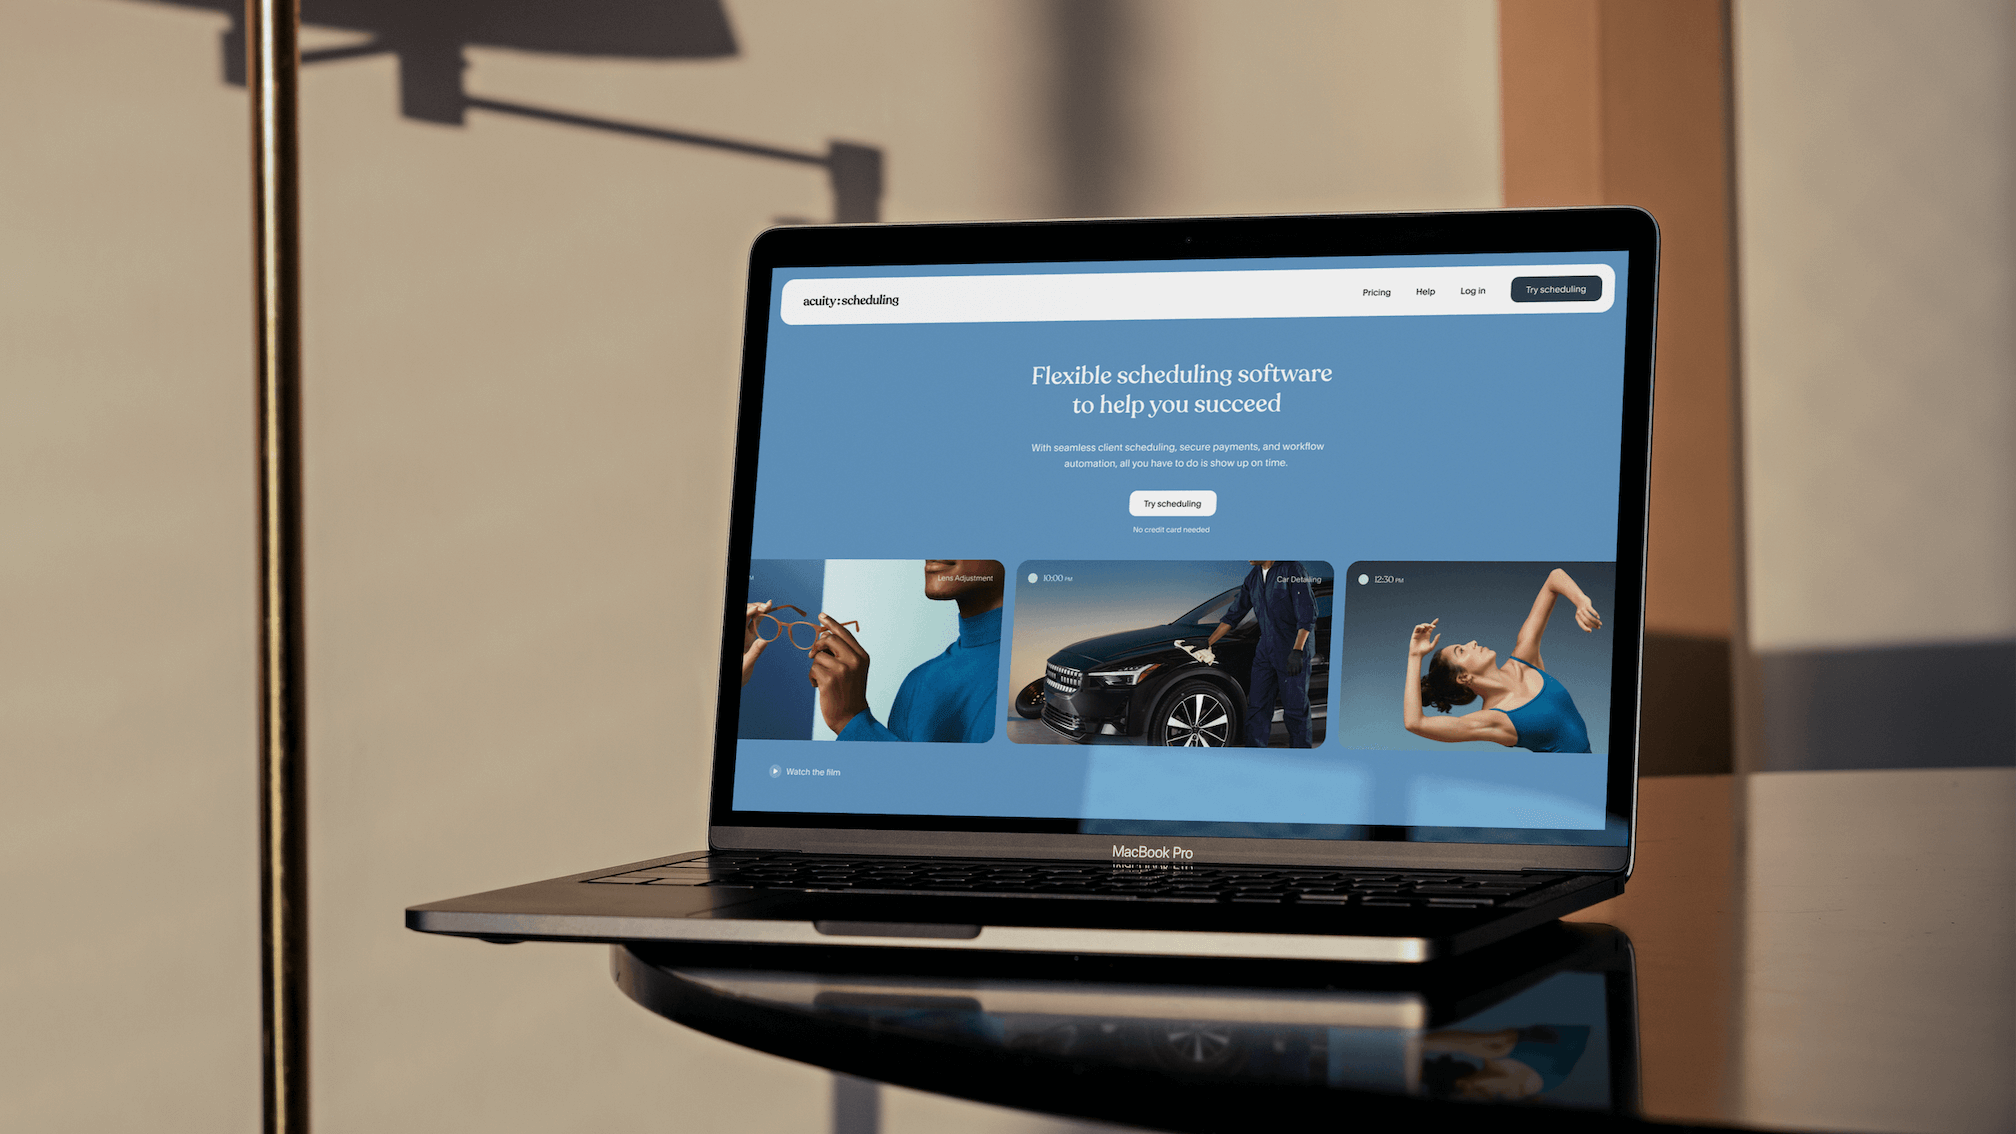 acuity:scheduling
Pricing
Help
Log in
Try scheduling
Flexible scheduling software
to help you succeed
With seamless client scheduling, secure payments, and workflow
automation, all you have to do is show up on time.
Try scheduling
No credit card needed
M
Lens Adjustment
10:00 PM
Car Detailing
12:30 PM
Watch the film
MacBook Pro